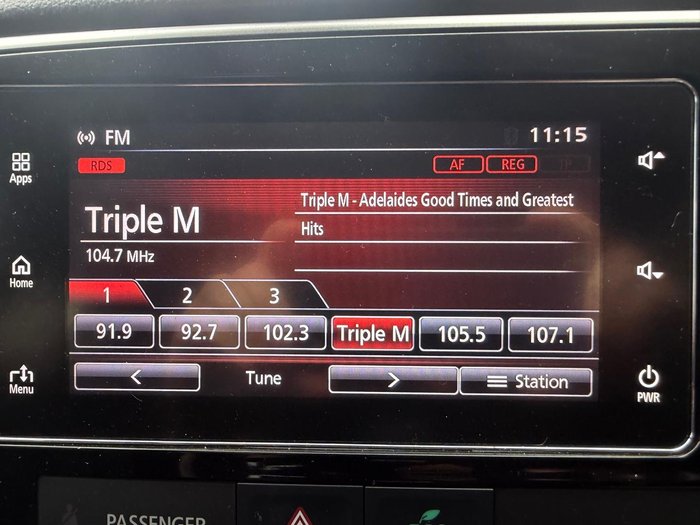 FM
11:15
RDS
AF
REG
TP
Apps
Triple M
Triple M - Adelaides Good Times and Greatest
Hits
104.7 MHz
Home
1
2
3
91.9
92.7
102.3
Triple M
105.5
107.1
Menu
<
Tune
>
Station
PWR
PASSENGER